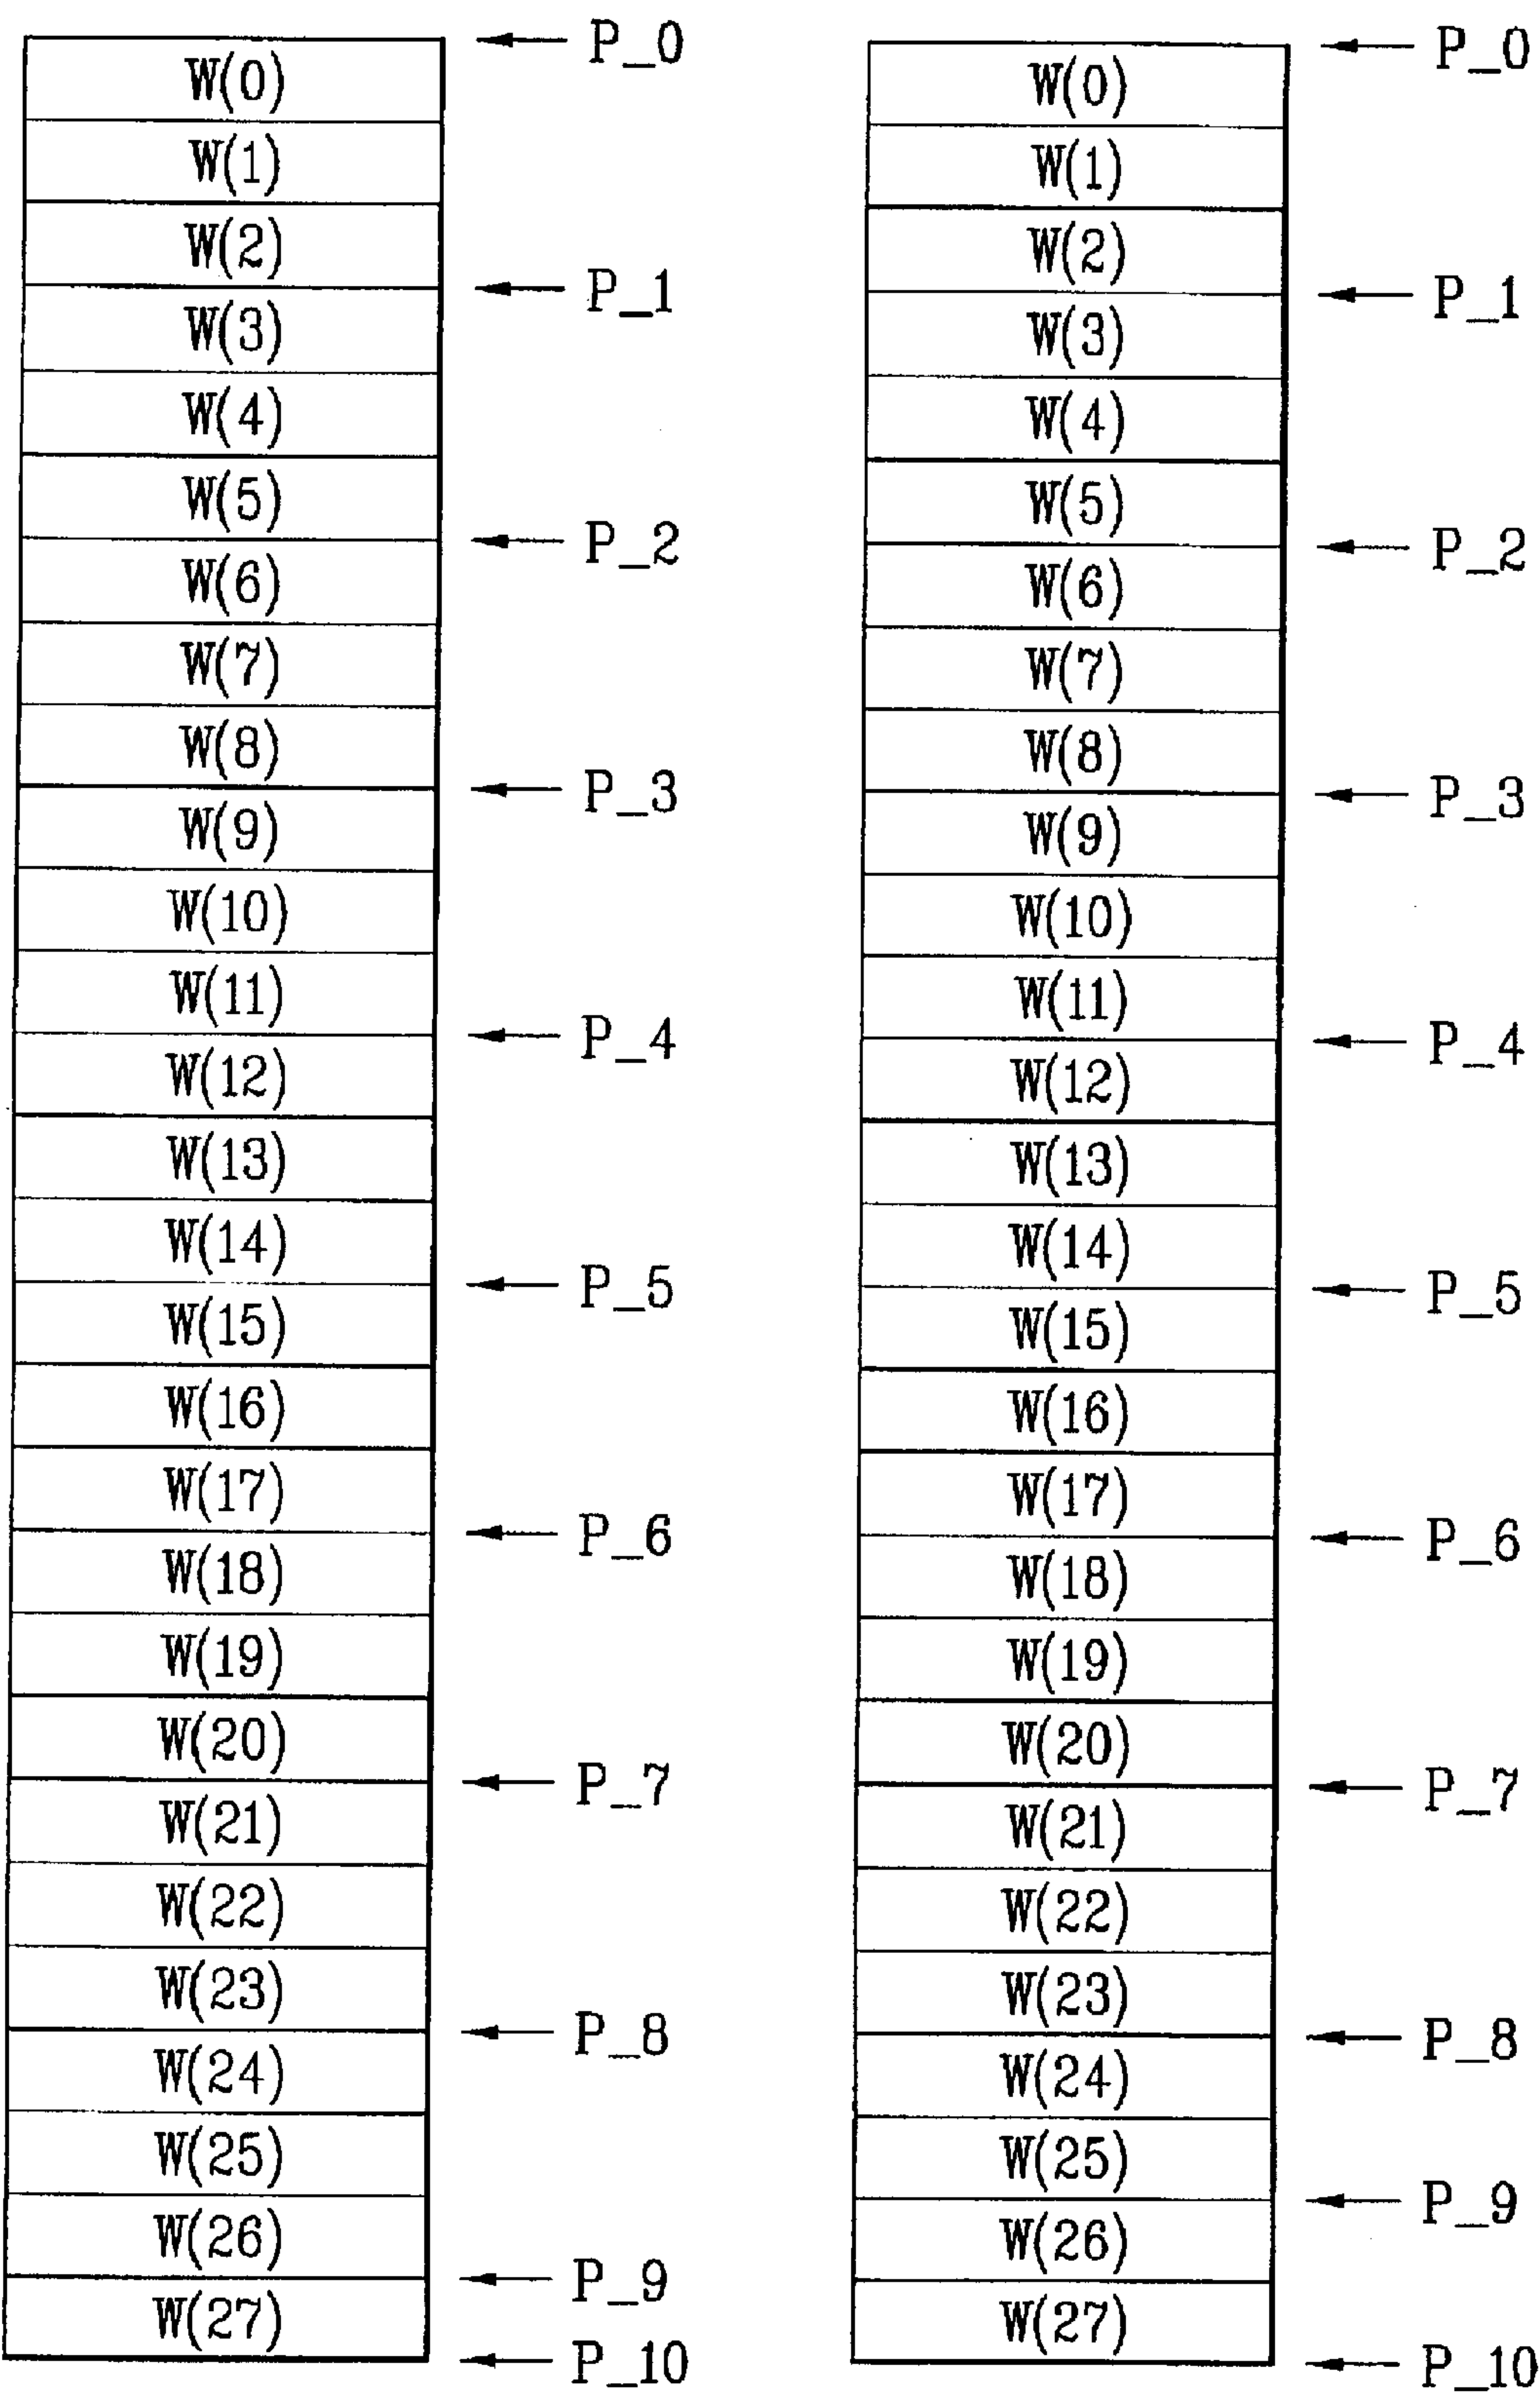 P_0
W(0)
W(1)
W(2)
P_1
W(3)
W(4)
W(5)
P_2
W(6)
W(7)
W(8)
P_3
W(9)
W(10)
W(11)
P_4
W(12)
W(13)
W(14)
P_5
W(15)
W(16)
W(17)
P_6
W(18)
W(19)
W(20)
P_7
W(21)
W(22)
W(23)
P_8
W(24)
W(25)
W(26)
P_9
W(27)
P_10
P_0
W(0)
W(1)
W(2)
P_1
W(3)
W(4)
W(5)
P_2
W(6)
W(7)
W(8)
P_3
W(9)
W(10)
W(11)
P_4
W(12)
W(13)
W(14)
P_5
W(15)
W(16)
W(17)
P_6
W(18)
W(19)
W(20)
P_7
W(21)
W(22)
W(23)
P_8
W(24)
W(25)
P_9
W(26)
W(27)
P_10